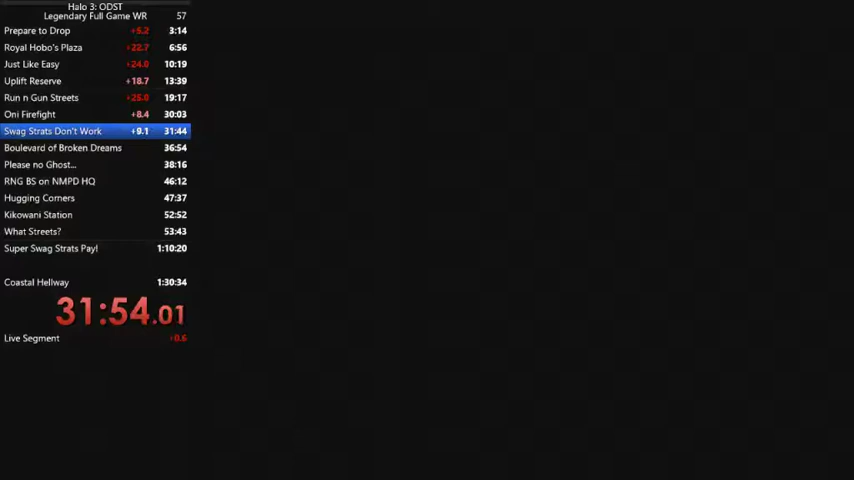 Halo 3: ODST
Legendary Full Game WR 57
Prepare to Drop +5.2 3:14
Royal Hobo's Plaza +22.7 6:56
Just Like Easy +24.0 10:19
Uplift Reserve +18.7 13:39
Run n Gun Streets +25.0 19:17
Oni Firefight +8.4 30:03
Swag Strats Don't Work +9.1 31:44
Boulevard of Broken Dreams 36:54
Please no Ghost... 38:16
RNG BS on NMPD HQ 46:12
Hugging Corners 47:37
Kikowani Station 52:52
What Streets? 53:43
Super Swag Strats Pay! 1:10:20
Coastal Hellway 1:30:34
31:54.01
Live Segment +0.6